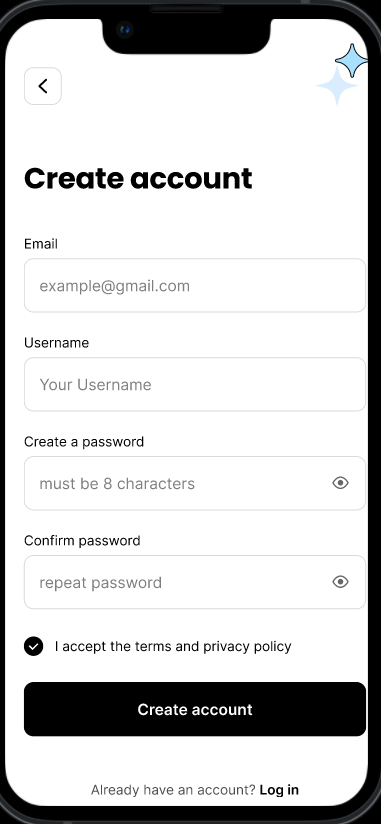 Create account
Email
example@gmail.com
Username
Your Username
Create a password
must be 8 characters
Confirm password
repeat password
I accept the terms and privacy policy
Create account
Already have an account? Log in